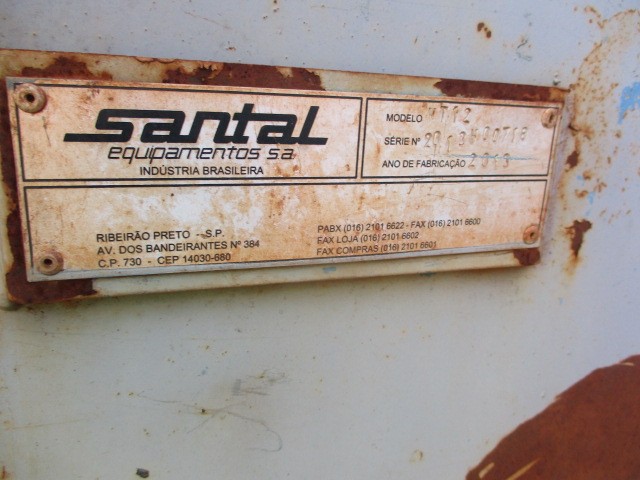 santal
equipamentos s.a.
INDÚSTRIA BRASILEIRA
MODELO VT12
SÉRIE Nº
ANO DE FABRICAÇÃO 2013
RIBEIRÃO PRETO - S.P.
AV. DOS BANDEIRANTES Nº 384
C.P. 730 - CEP 14030-680
PABX (016) 2101 6622 - FAX (016) 2101 6600
FAX LOJA (016) 2101 6602
FAX COMPRAS (016) 2101 6601